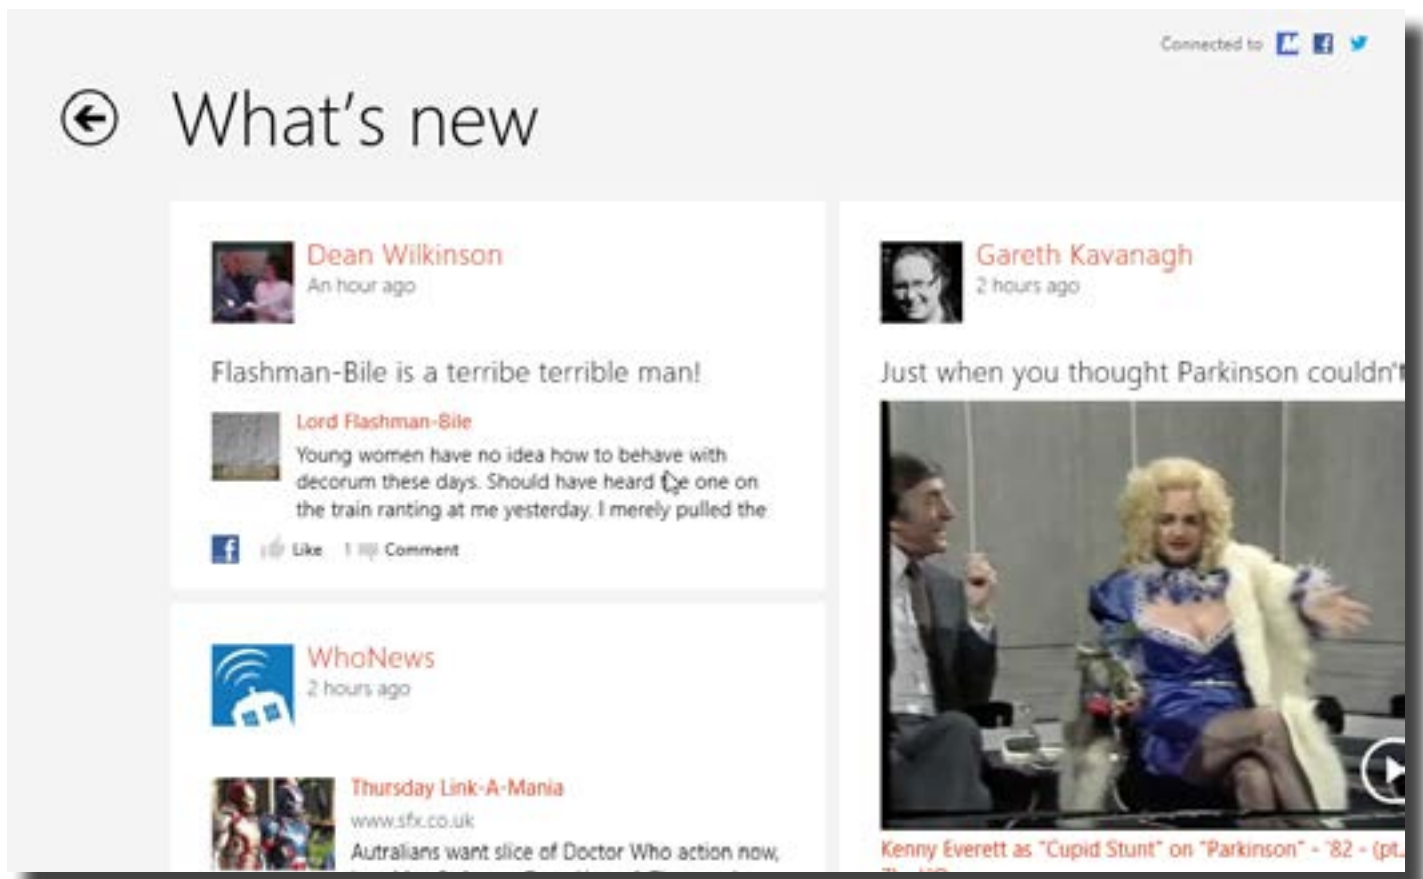 Connected to
What's new
Dean Wilkinson
An hour ago
Flashman-Bile is a terribe terrible man!
Lord Flashman-Bile
Young women have no idea how to behave with
decorum these days. Should have heard the one on
the train ranting at me yesterday. I merely pulled the
Like 1 Comment
WhoNews
2 hours ago
Thursday Link-A-Mania
www.sfx.co.uk
Autralians want slice of Doctor Who action now,
Gareth Kavanagh
2 hours ago
Just when you thought Parkinson couldn't
Kenny Everett as "Cupid Stunt" on "Parkinson" - '82 - (pt.